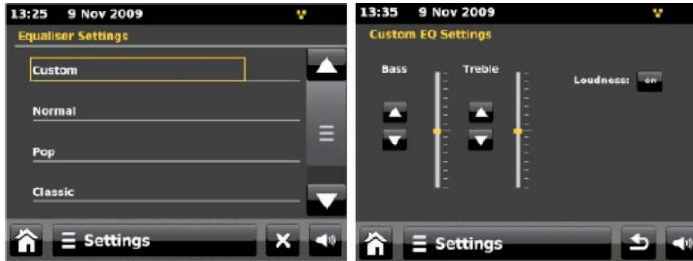 13:25 9 Nov 2009
Equaliser Settings
Custom
Normal
Pop
Classic
Settings
13:35 9 Nov 2009
Custom EQ Settings
Bass Treble
Loudness: on
Settings